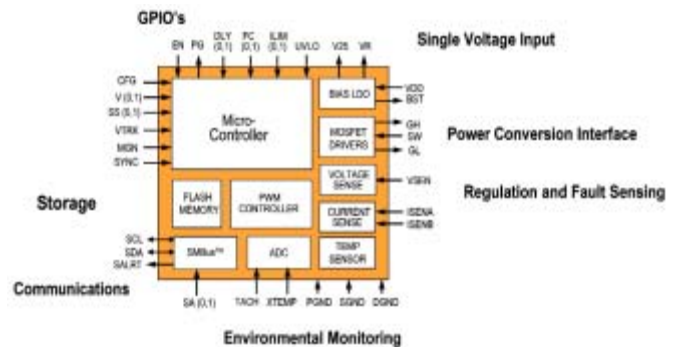 GPIO's
Single Voltage Input
EN PG DLY (0,1) FC (0,1) ILIM (0,1) UVLO V25 VR
CFG
V (0,1)
SS (0,1)
VTRK
MGN
SYNC
Micro-
Controller
BIAS LDO
VDD
BST
MOSFET
DRIVERS
GH
SW
GL
Power Conversion Interface
VOLTAGE
SENSE
VSEN
Regulation and Fault Sensing
Storage
FLASH
MEMORY
PWM
CONTROLLER
CURRENT
SENSE
ISENA
ISENB
SCL
SDA
SALRT
SMBus™
ADC
TEMP
SENSOR
Communications
SA (0,1) TACH XTEMP PGND SGND DGND
Environmental Monitoring